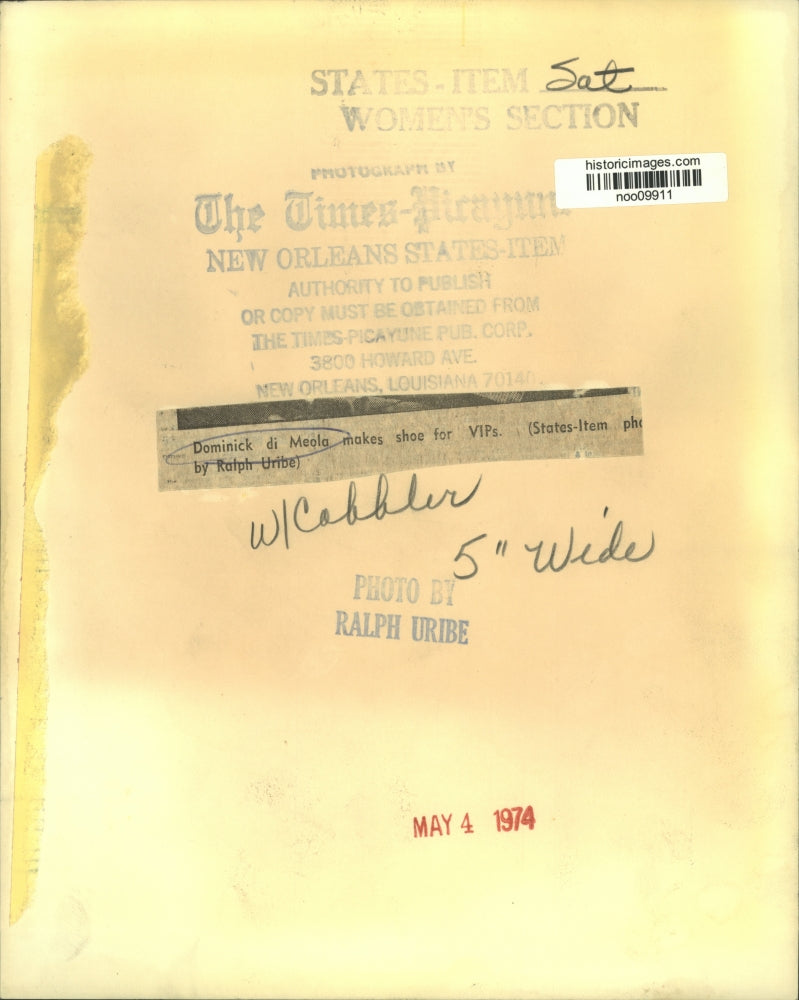 STATES-ITEM Sat
WOMEN'S SECTION
historicimages.com
noo09911
PHOTOGRAPH BY
The Times-Picayune
NEW ORLEANS STATES-ITEM
AUTHORITY TO PUBLISH
OR COPY MUST BE OBTAINED FROM
THE TIMES-PICAYUNE PUB. CORP.
3800 HOWARD AVE.
NEW ORLEANS, LOUISIANA 70140
Dominick di Meola makes shoe for VIPs. (States-Item pho
by Ralph Uribe)
W/Cobbler
5" Wide
PHOTO BY
RALPH URIBE
MAY 4 1974